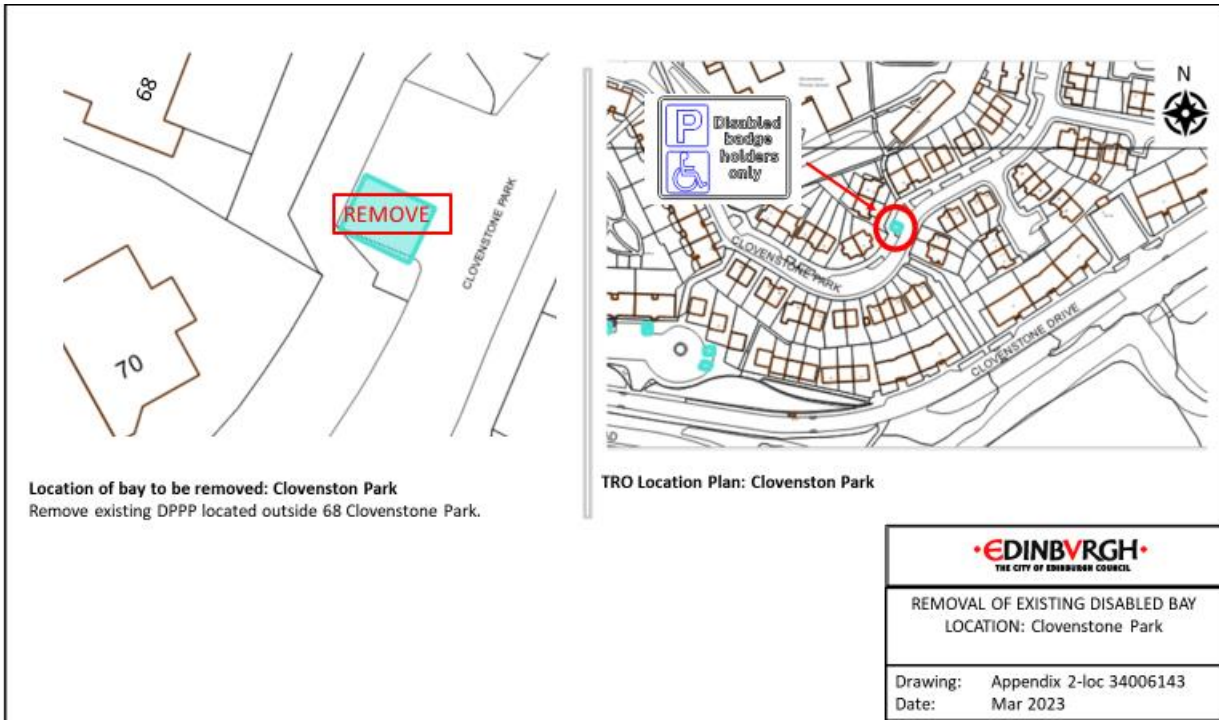 68
REMOVE
CLOVENSTONE PARK
70
N
P
Disabled
badge
holders
only
CLOVENSTONE PARK
CLOVENSTONE DRIVE
Location of bay to be removed: Clovenston Park
Remove existing DPPP located outside 68 Clovenstone Park.
TRO Location Plan: Clovenston Park
•EDINBVRGH•
THE CITY OF EDINBURGH COUNCIL
REMOVAL OF EXISTING DISABLED BAY
LOCATION: Clovenstone Park
Drawing: Appendix 2-loc 34006143
Date: Mar 2023